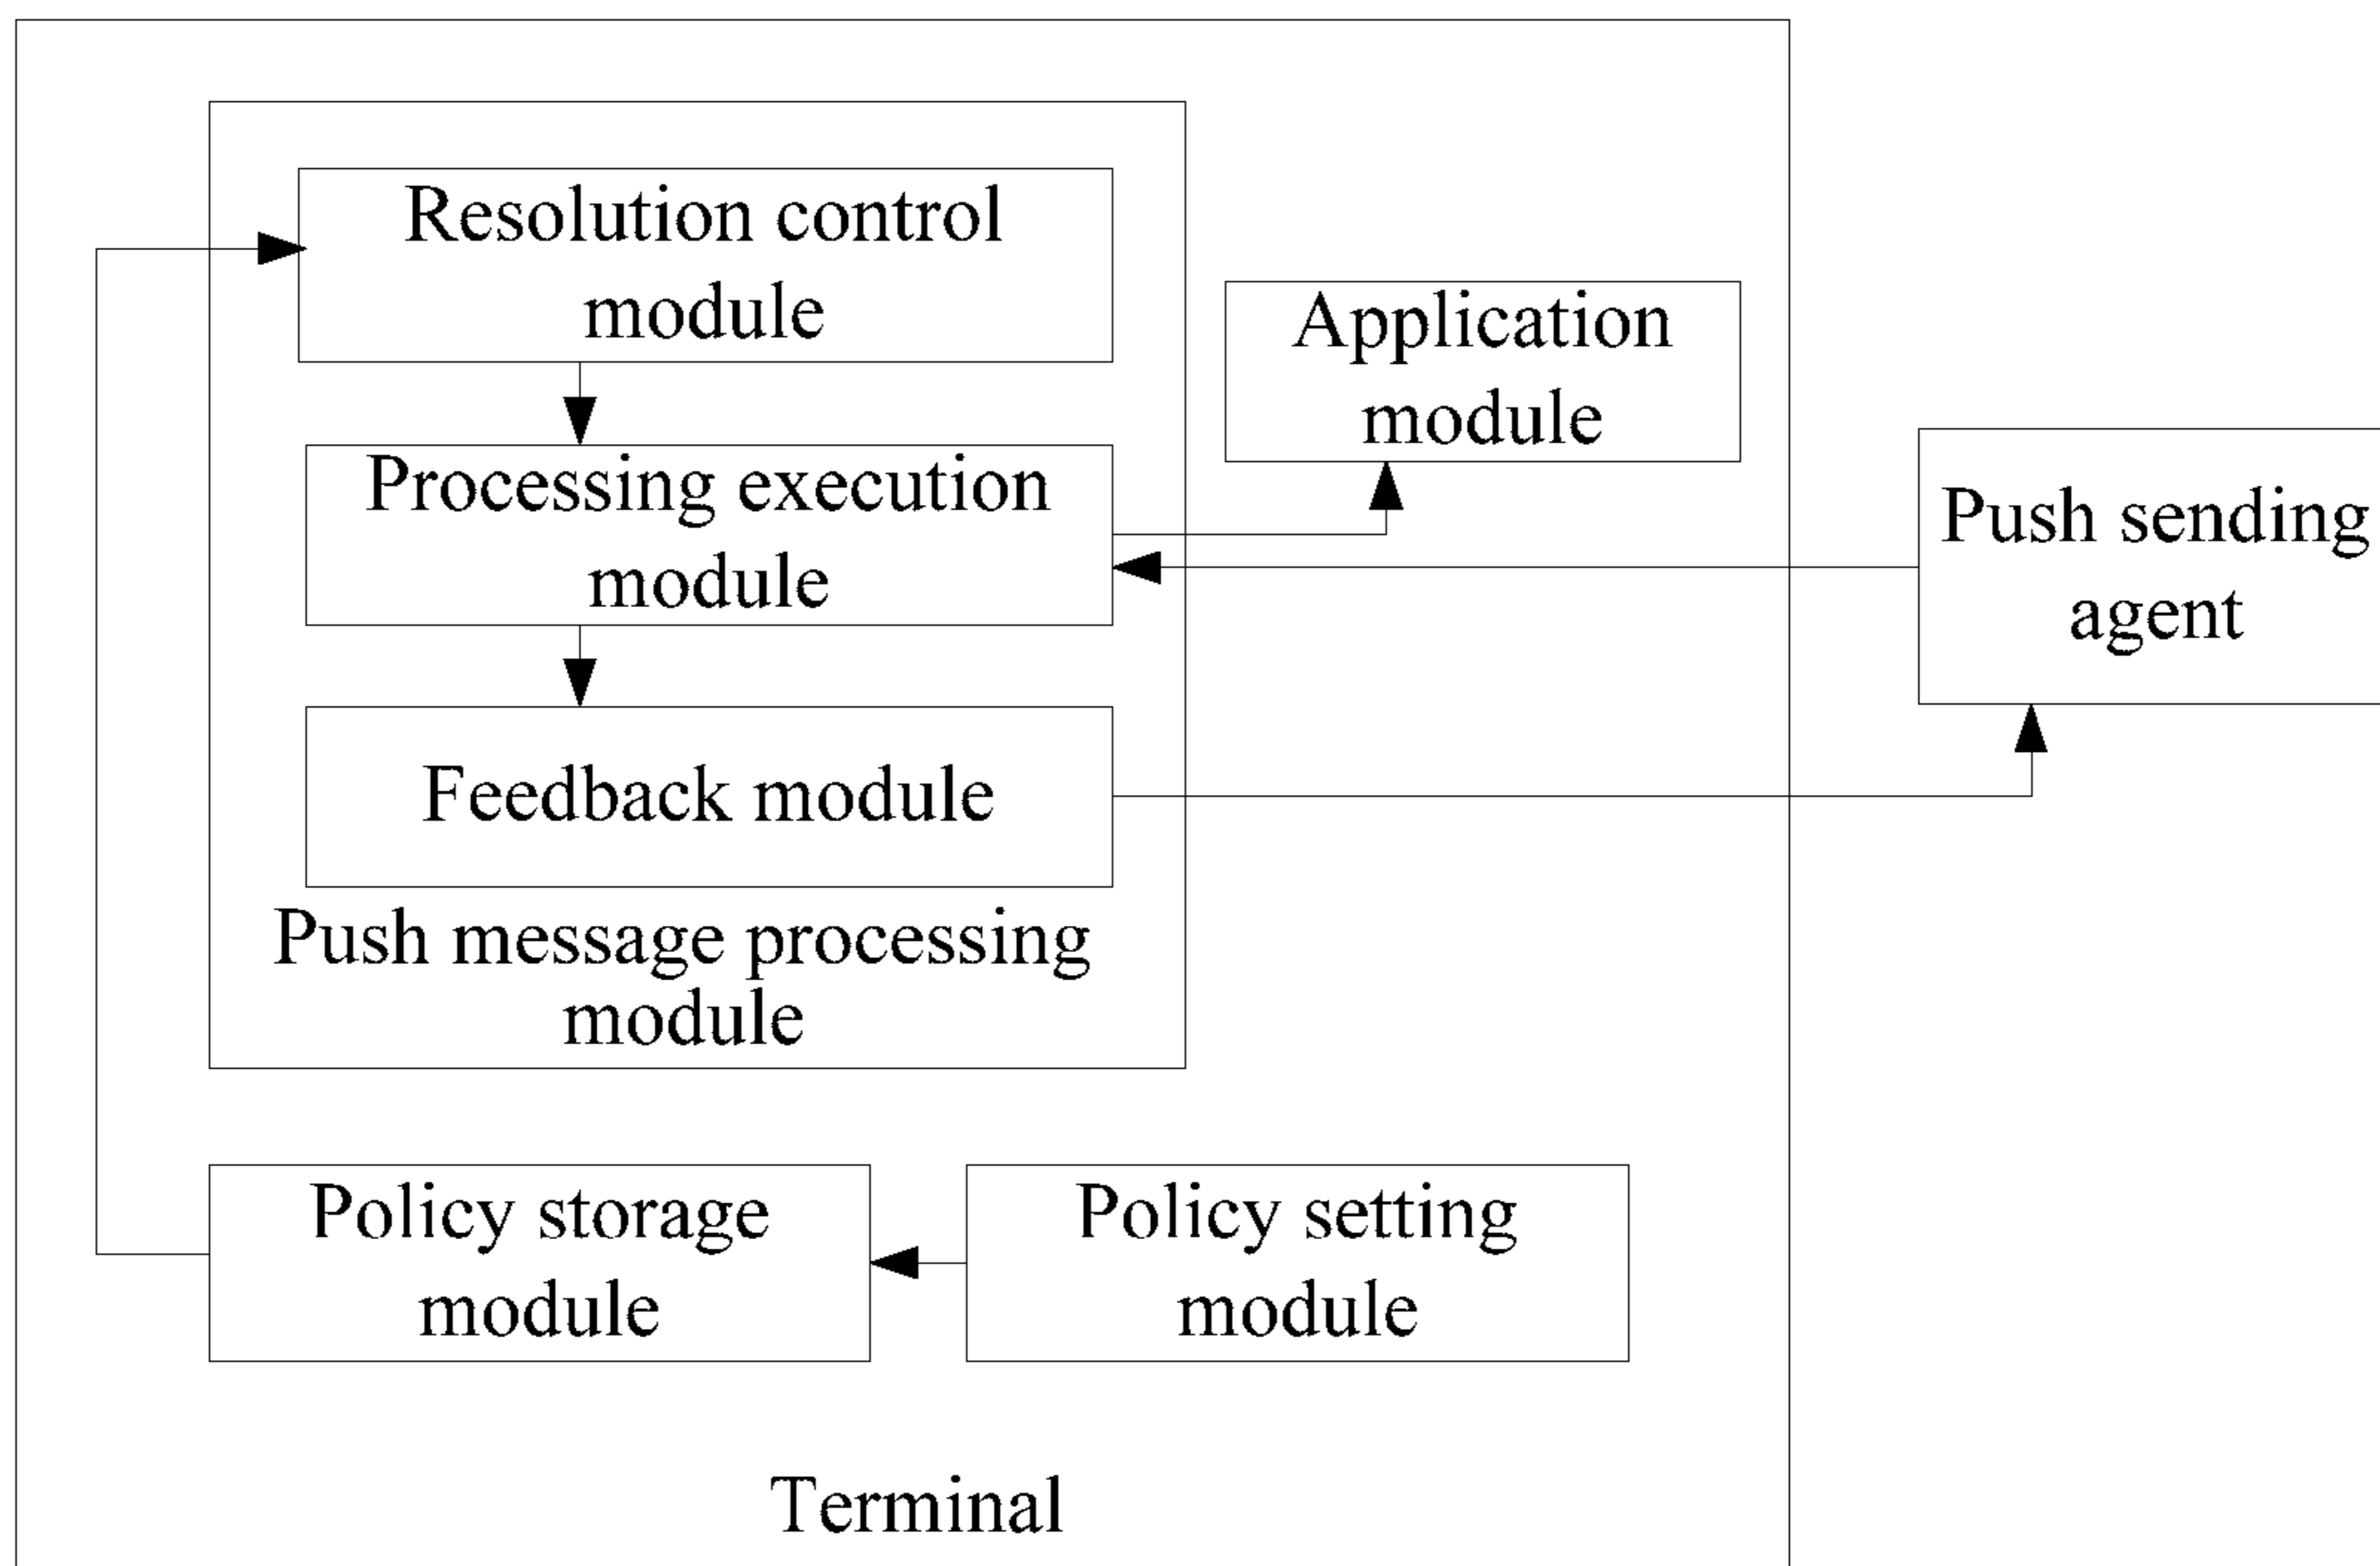 Resolution control
module
Application
module
Processing execution
module
Push sending
agent
Feedback module
Push message processing
module
Policy storage
module
Policy setting
module
Terminal